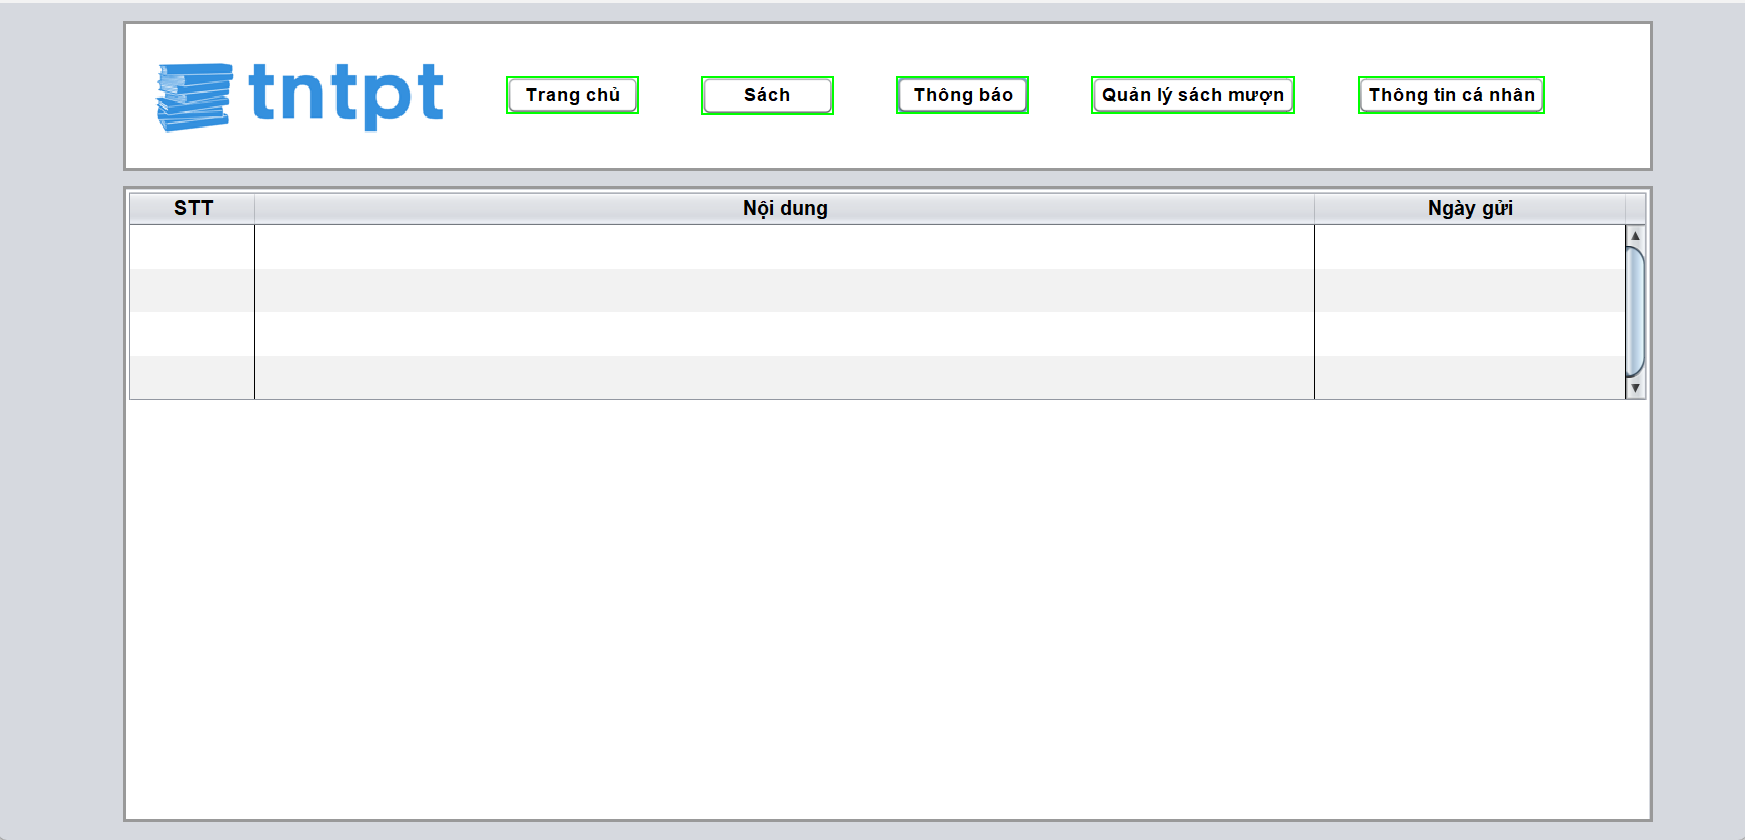 tntpt
Trang chủ
Sách
Thông báo
Quản lý sách mượn
Thông tin cá nhân
STT
Nội dung
Ngày gửi